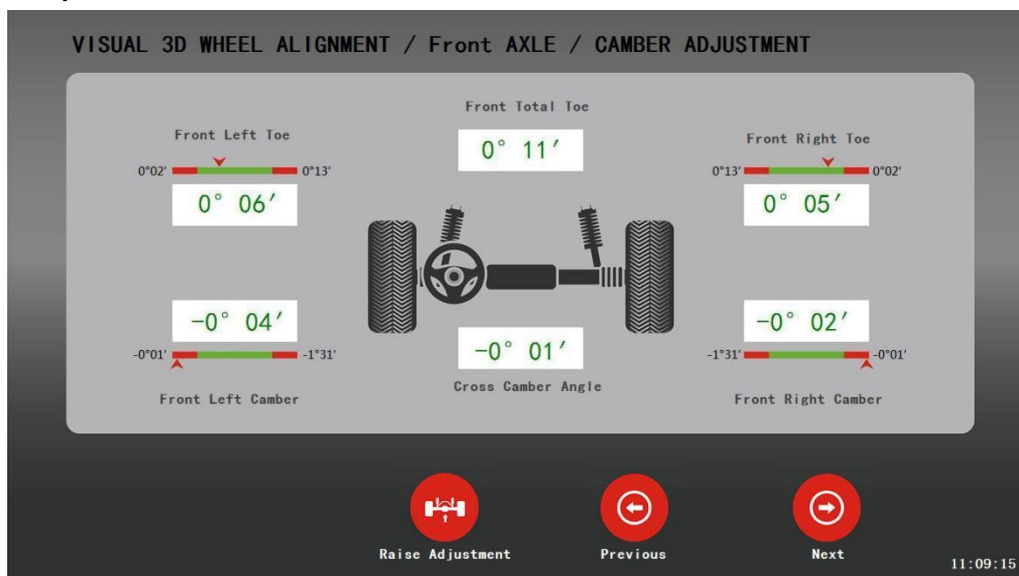 VISUAL 3D WHEEL ALIGNMENT / Front AXLE / CAMBER ADJUSTMENT
Front Total Toe
0° 11′
Front Left Toe
0°02' 0°13'
0° 06′
Front Right Toe
0°13' 0°02'
0° 05′
-0° 04′
-0°01' -1°31'
Front Left Camber
-0° 01′
Cross Camber Angle
-0° 02′
-1°31' -0°01'
Front Right Camber
Raise Adjustment
Previous
Next
11:09:15